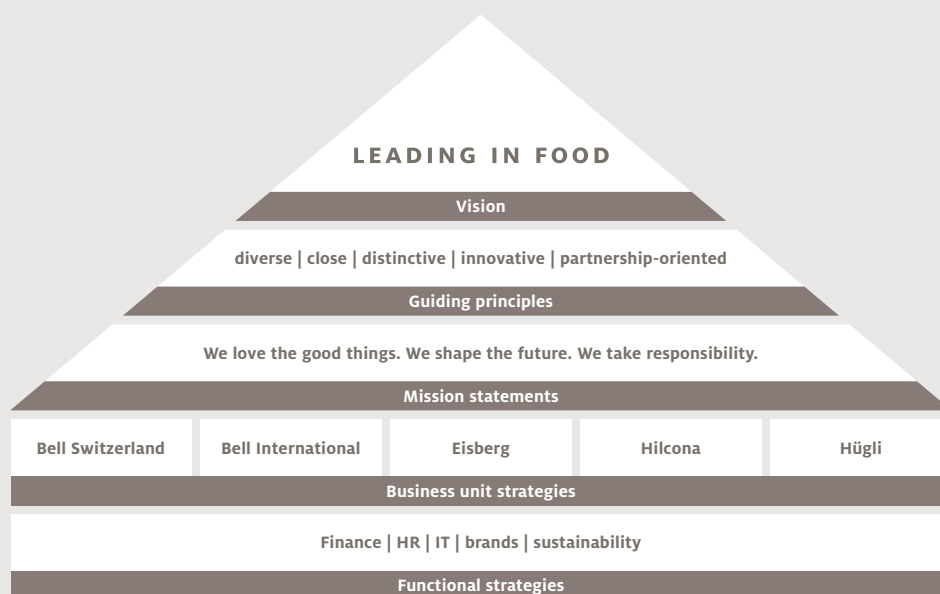 LEADING IN FOOD
Vision
diverse | close | distinctive | innovative | partnership-oriented
Guiding principles
We love the good things. We shape the future. We take responsibility.
Mission statements
Bell Switzerland
Bell International
Eisberg
Hilcona
Hügli
Business unit strategies
Finance | HR | IT | brands | sustainability
Functional strategies